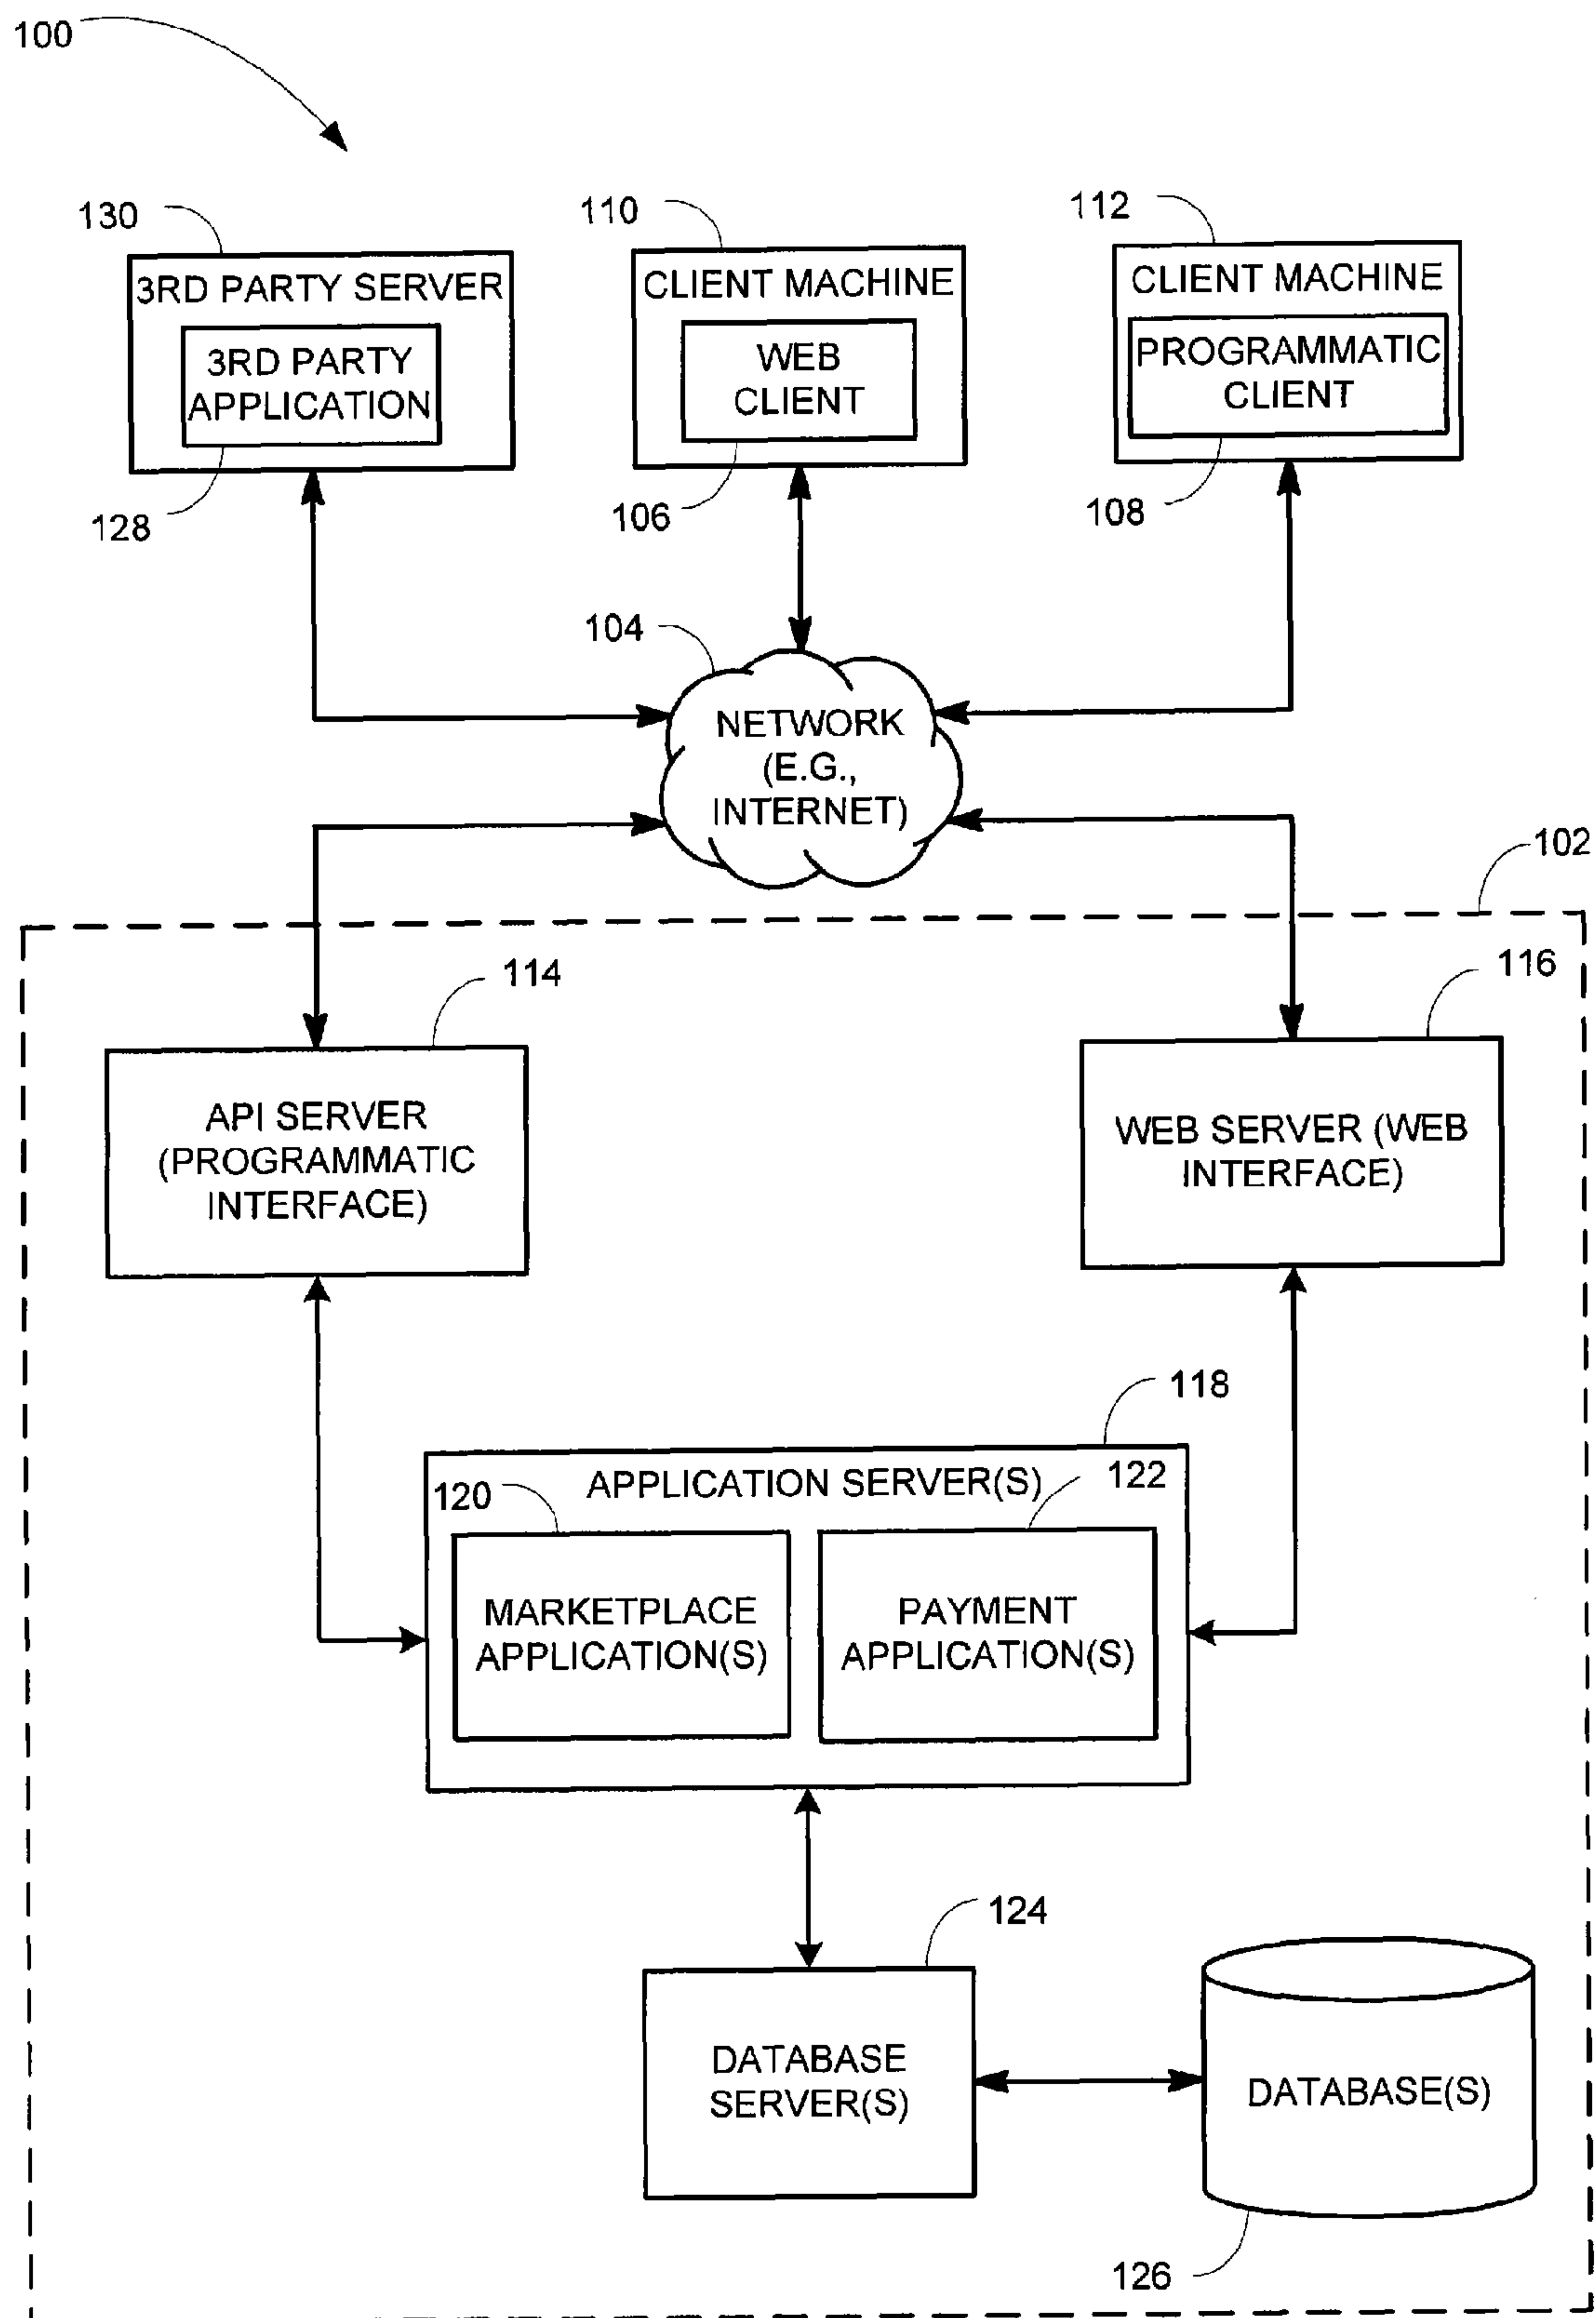 100
130
110
112
3RD PARTY SERVER
3RD PARTY
APPLICATION
128
CLIENT MACHINE
WEB
CLIENT
106
CLIENT MACHINE
PROGRAMMATIC
CLIENT
108
104
NETWORK
(E.G.,
INTERNET)
102
114
116
API SERVER
(PROGRAMMATIC
INTERFACE)
WEB SERVER (WEB
INTERFACE)
118
APPLICATION SERVER(S)
120
122
MARKETPLACE
APPLICATION(S)
PAYMENT
APPLICATION(S)
124
DATABASE
SERVER(S)
DATABASE(S)
126